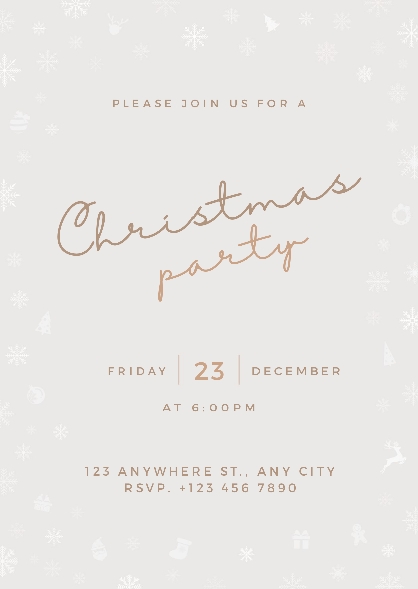 PLEASE JOIN US FOR A
Christmas
party
FRIDAY 23 DECEMBER
AT 6:00PM
123 ANYWHERE ST., ANY CITY
RSVP. +123 456 7890